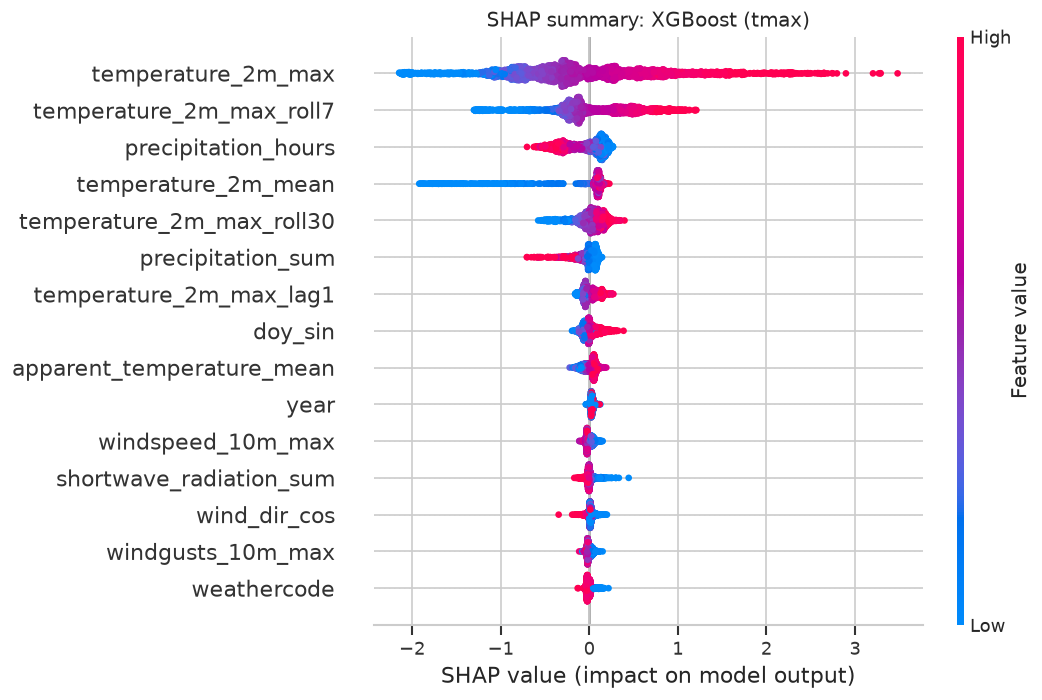 SHAP summary: XGBoost (tmax)
High
temperature_2m_max
temperature_2m_max_roll7
precipitation_hours
temperature_2m_mean
temperature_2m_max_roll30
precipitation_sum
temperature_2m_max_lag1
doy_sin
apparent_temperature_mean
year
windspeed_10m_max
shortwave_radiation_sum
wind_dir_cos
windgusts_10m_max
weathercode
Feature value
Low
−2 −1 0 1 2 3
SHAP value (impact on model output)